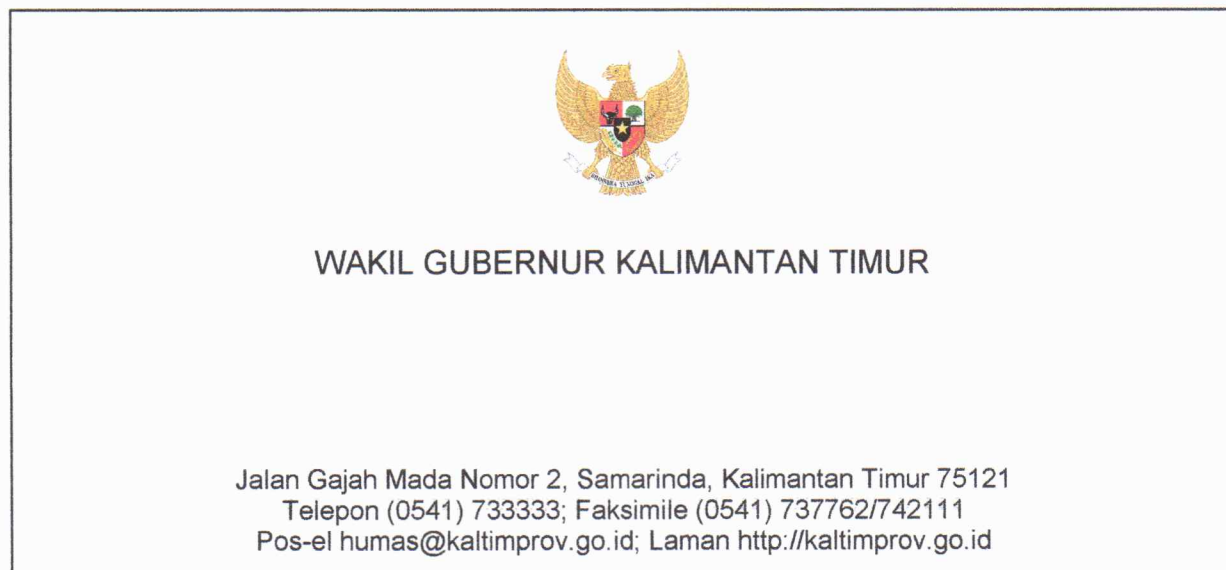 WAKIL GUBERNUR KALIMANTAN TIMUR
Jalan Gajah Mada Nomor 2, Samarinda, Kalimantan Timur 75121
Telepon (0541) 733333; Faksimile (0541) 737762/742111
Pos-el humas@kaltimprov.go.id; Laman http://kaltimprov.go.id